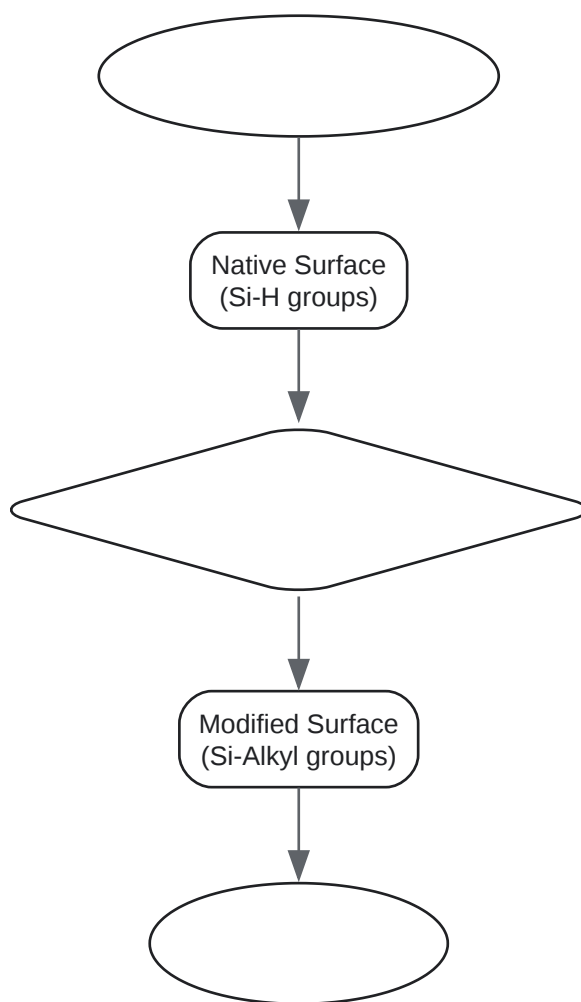 Native Surface
(Si-H groups)
Modified Surface
(Si-Alkyl groups)